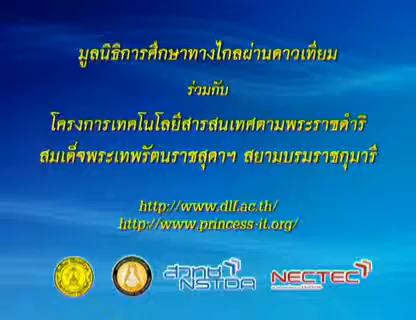 มูลนิธิการศึกษาทางไกลผ่านดาวเทียม
ร่วมกับ
โครงการเทคโนโลยีสารสนเทศตามพระราชดำริ
สมเด็จพระเทพรัตนราชสุดาฯ สยามบรมราชกุมารี
http://www.dlf.ac.th/
http://www.princess-it.org/
สวทช NECTEC
NSTDA